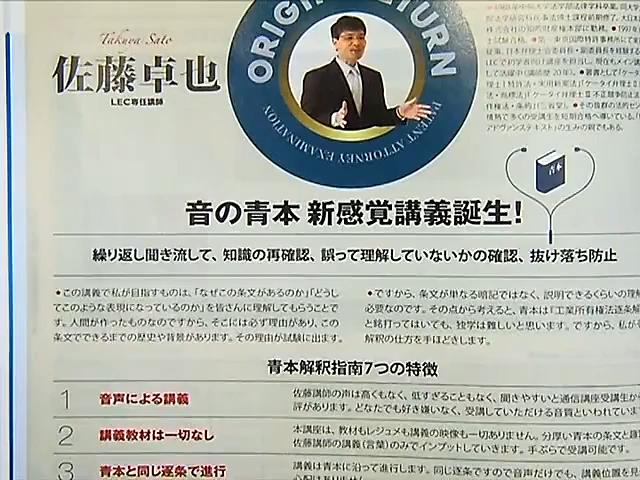 Takuya Sato
佐藤卓也
LEC専任講師
ORIGIN RETURN
PATENT ATTORNEY EXAMINATION
青本
音の青本 新感覚講義誕生!
繰り返し聞き流して、知識の再確認、誤って理解していないかの確認、抜け落ち防止
•この講義で私が目指すものは、「なぜこの条文があるのか」「どうし
てこのような表現になっているのか」を皆さんに理解してもらうことで
す。人間が作ったものなのですから、そこには必ず理由があり、この
条文でできるまでの歴史や背景があります。その理由が試験に出ます。
•ですから、条文が単なる暗記ではなく、説明できるくらいの理解
必要なのです。その点から考えると、青本は『工業所有権法逐条解
と銘打ってはいても、独学は難しいと思います。ですから、私が
解釈の仕方を手ほどきします。
青本解釈指南7つの特徴
1 音声による講義
佐藤講師の声は高くもなく、低すぎることもなく、聞きやすいと通信講座受講生か
評があります。どなたでも好き嫌いなく、受講していただける音質といわれていま
2 講義教材は一切なし
本講座は、教材もレジュメも講義の映像も一切ありません。分厚い青本の条文と
佐藤講師の講義(言葉)のみでインプットしていきます。手ぶらで受講可能です。
3 青本と同じ逐条で進行
講義は青本に沿って進行します。同じ逐条ですので音声だけでも、講義位置を見